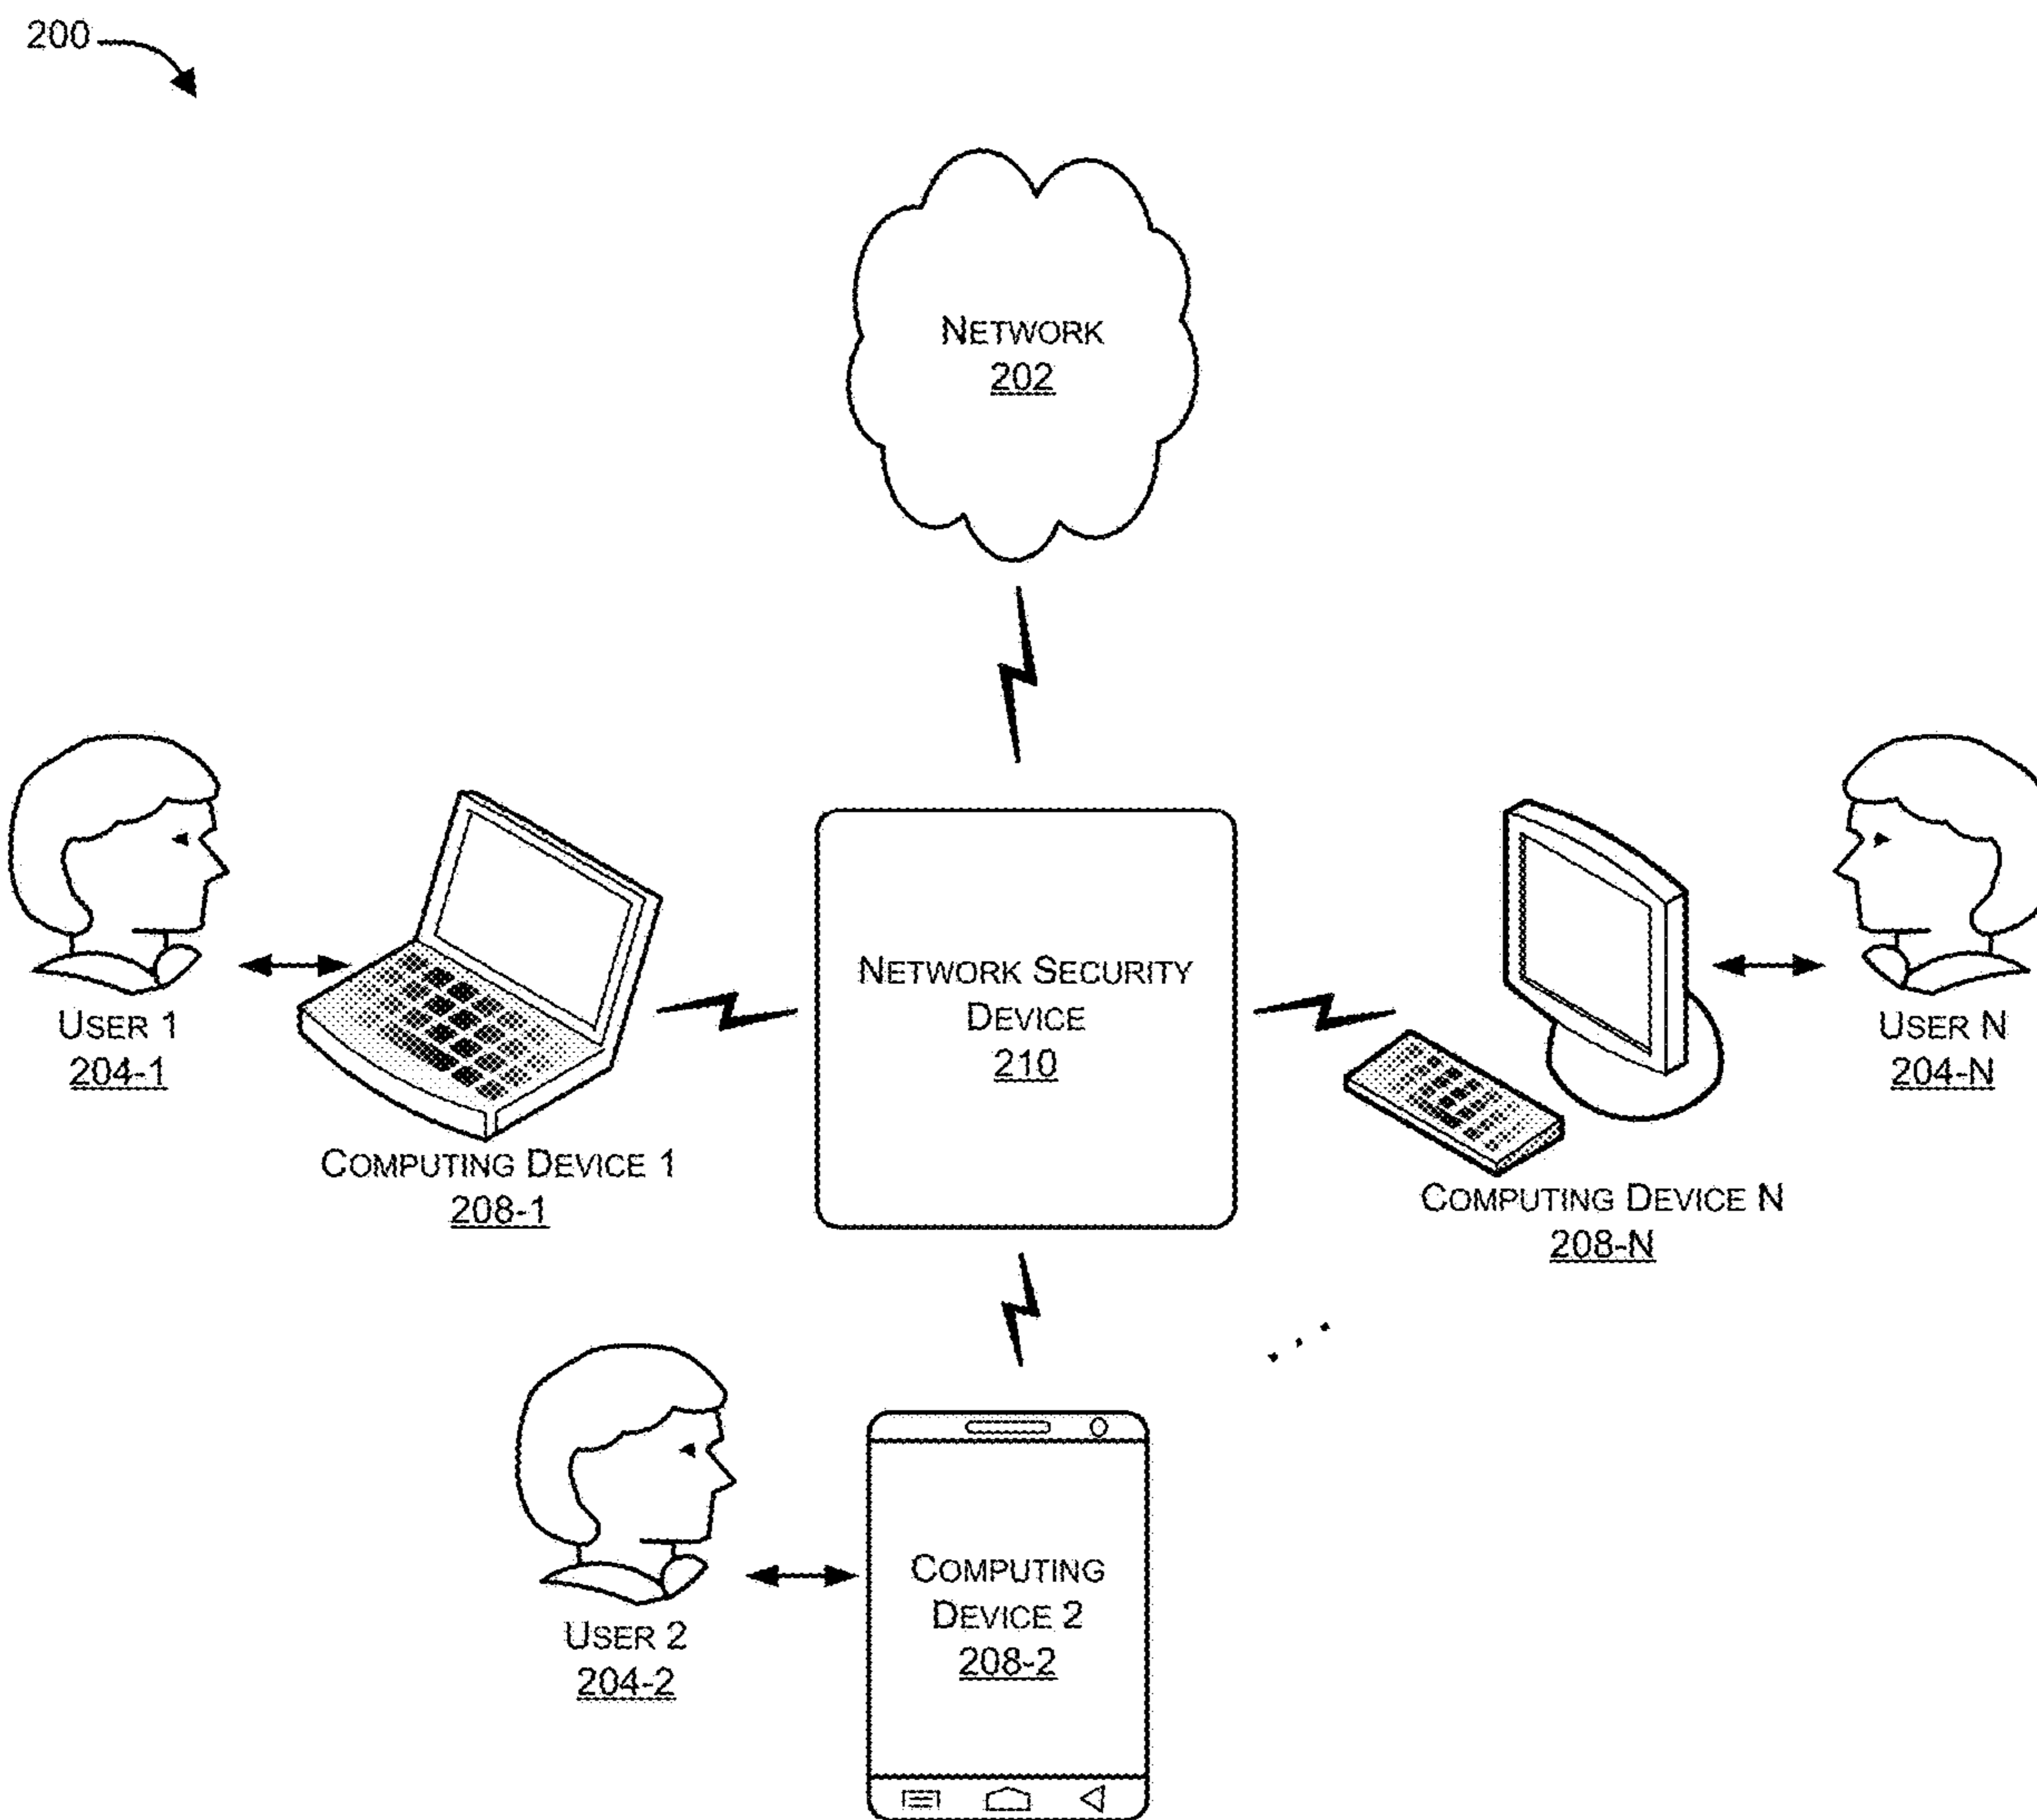 200
NETWORK
202
NETWORK SECURITY
DEVICE
210
USER 1
204-1
COMPUTING DEVICE 1
208-1
USER N
204-N
COMPUTING DEVICE N
208-N
. . .
USER 2
204-2
COMPUTING
DEVICE 2
208-2